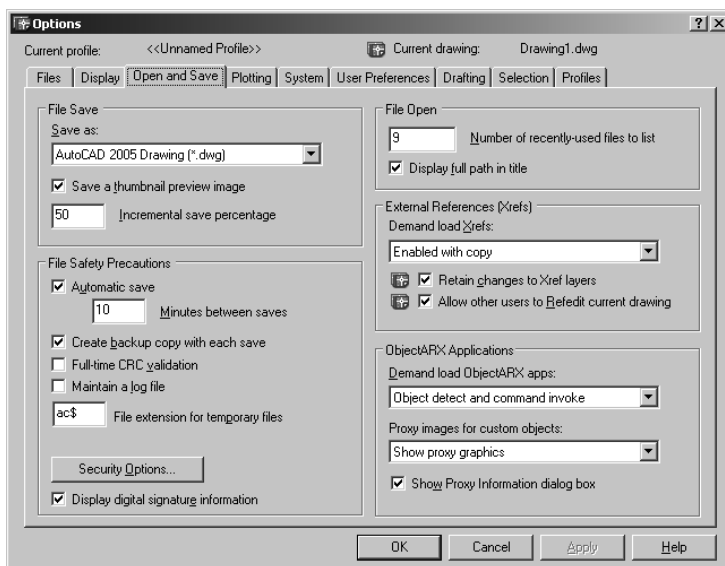 Options
Current profile: <<Unnamed Profile>> Current drawing: Drawing1.dwg
Files Display Open and Save Plotting System User Preferences Drafting Selection Profiles
File Save
Save as:
AutoCAD 2005 Drawing (*.dwg)
Save a thumbnail preview image
50 Incremental save percentage
File Safety Precautions
Automatic save
10 Minutes between saves
Create backup copy with each save
Full-time CRC validation
Maintain a log file
ac$ File extension for temporary files
Security Options...
Display digital signature information
File Open
9 Number of recently-used files to list
Display full path in title
External References (Xrefs)
Demand load Xrefs:
Enabled with copy
Retain changes to Xref layers
Allow other users to Refedit current drawing
ObjectARX Applications
Demand load ObjectARX apps:
Object detect and command invoke
Proxy images for custom objects:
Show proxy graphics
Show Proxy Information dialog box
OK Cancel Apply Help